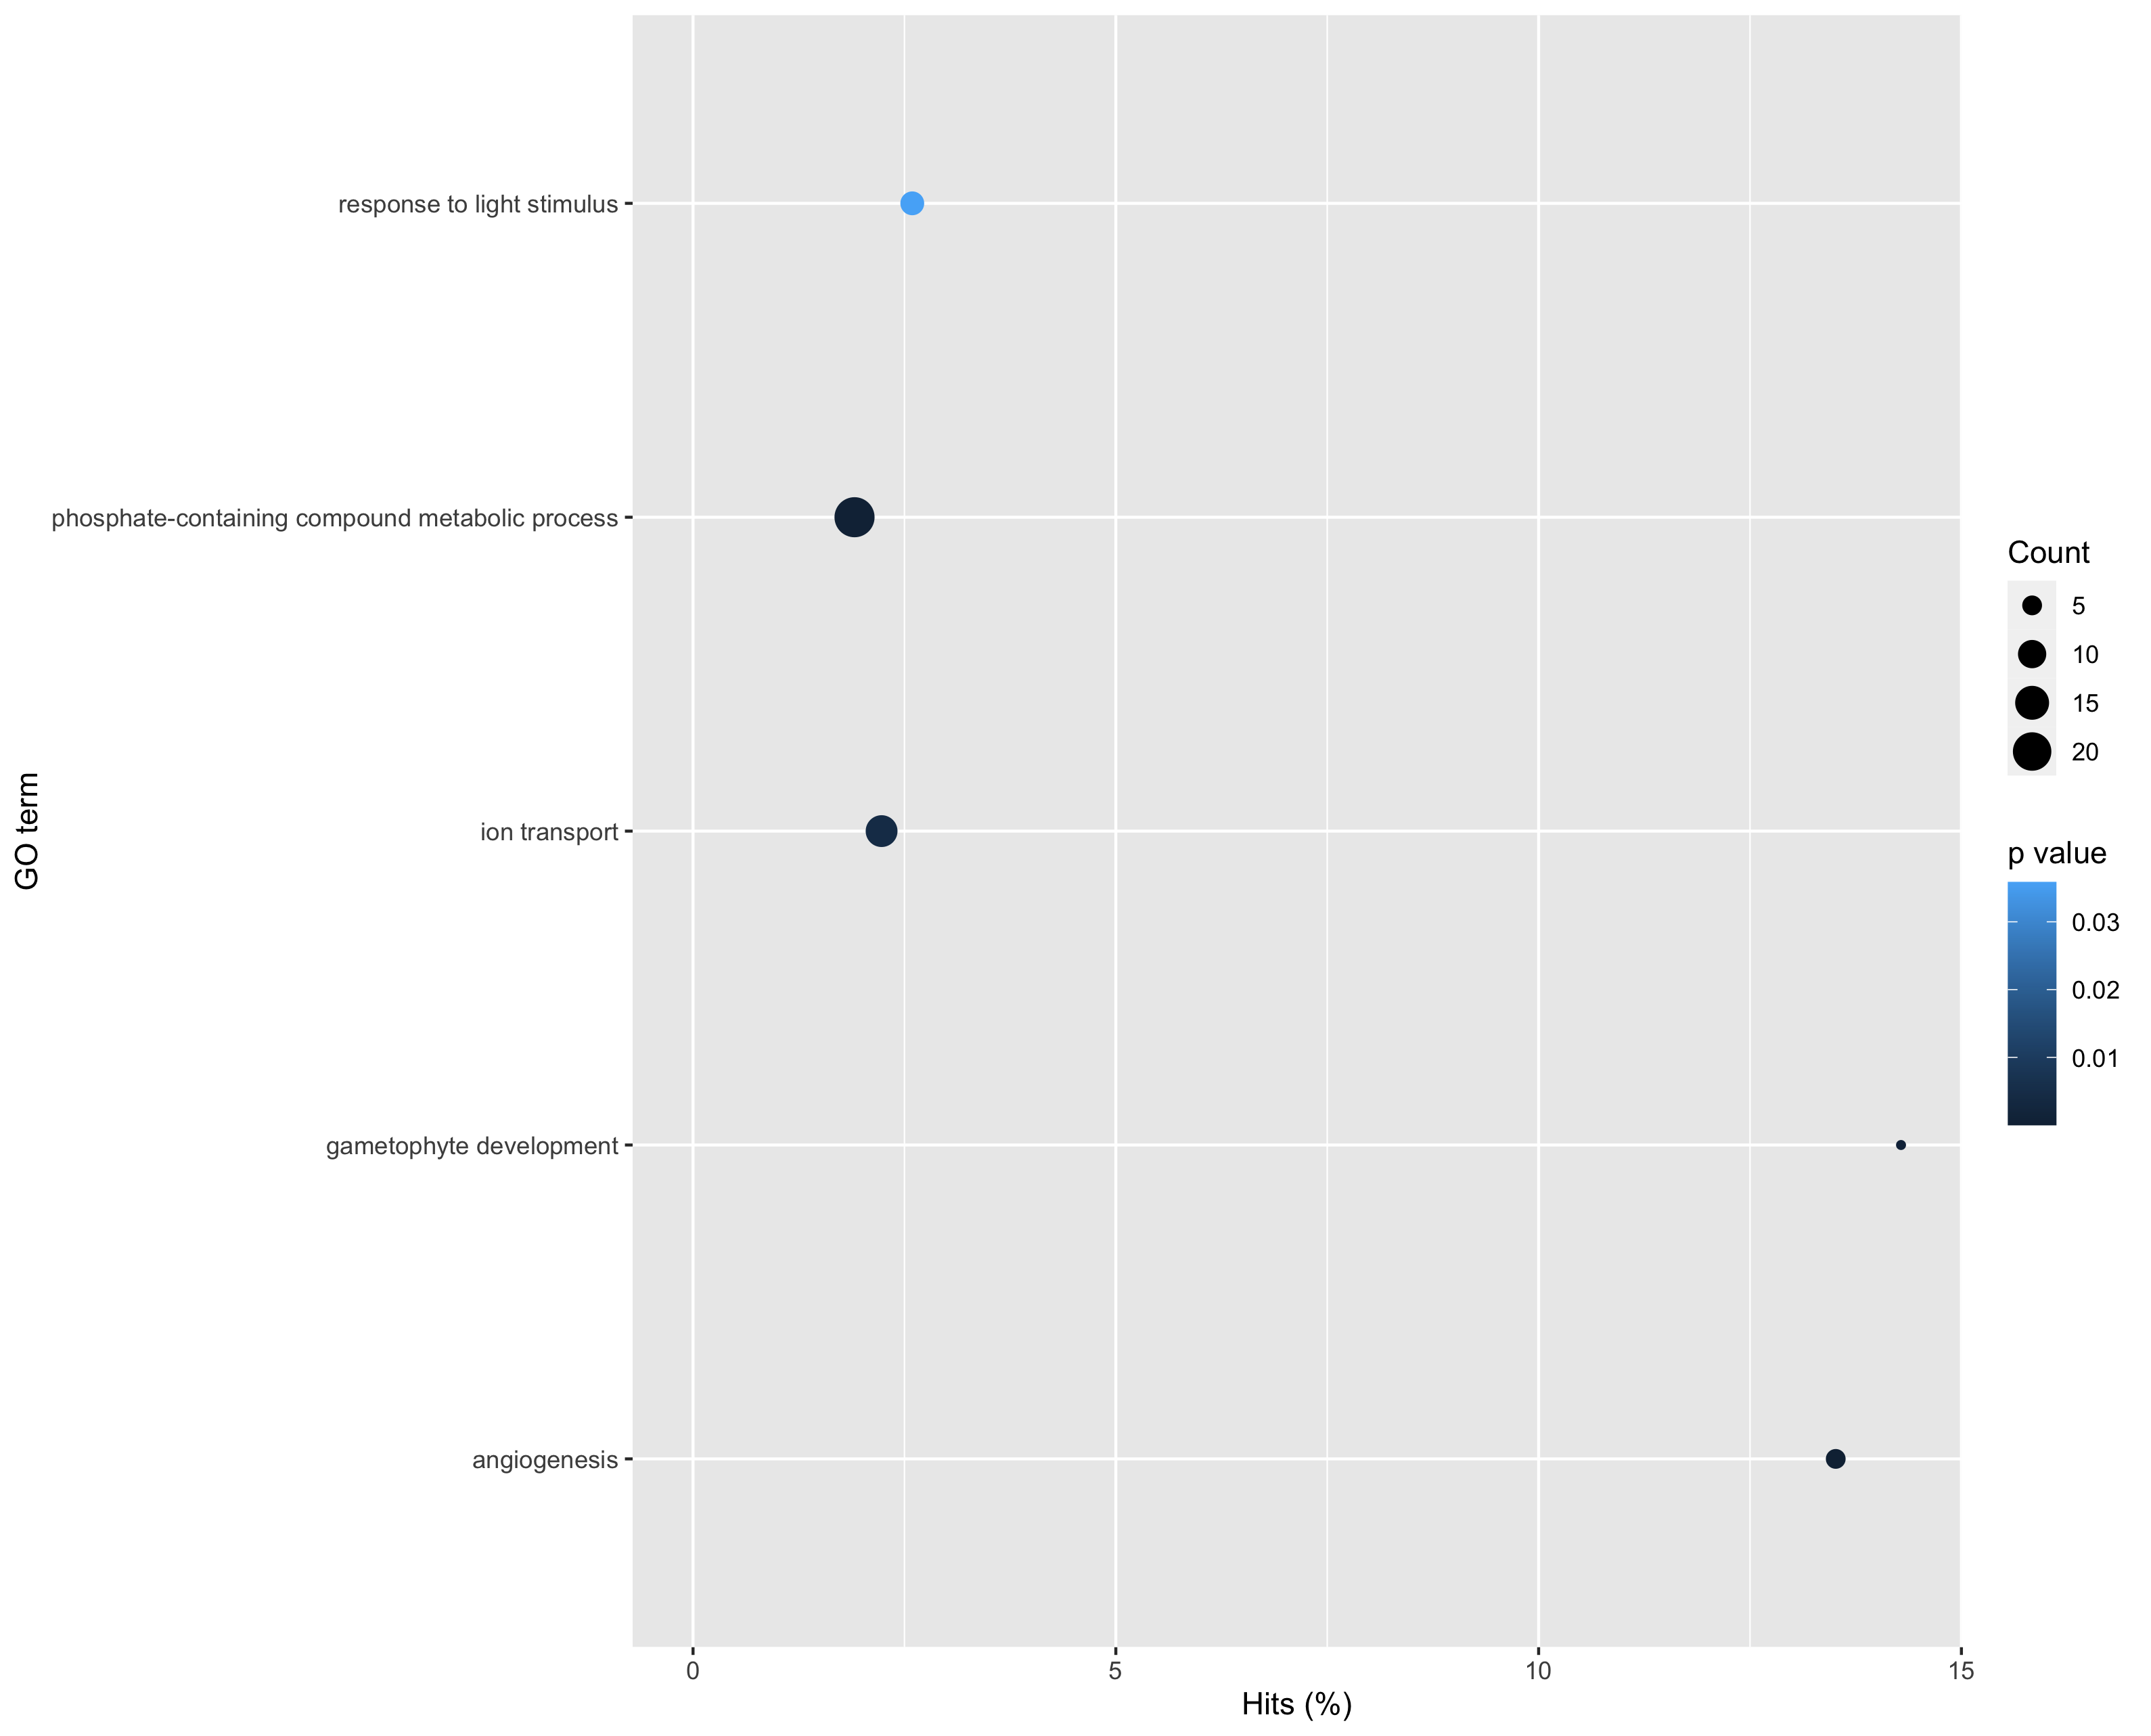 response to light stimulus
phosphate-containing compound metabolic process
ion transport
gametophyte development
angiogenesis
GO term
0 5 10 15
Hits (%)
Count
5
10
15
20
p value
0.03
0.02
0.01